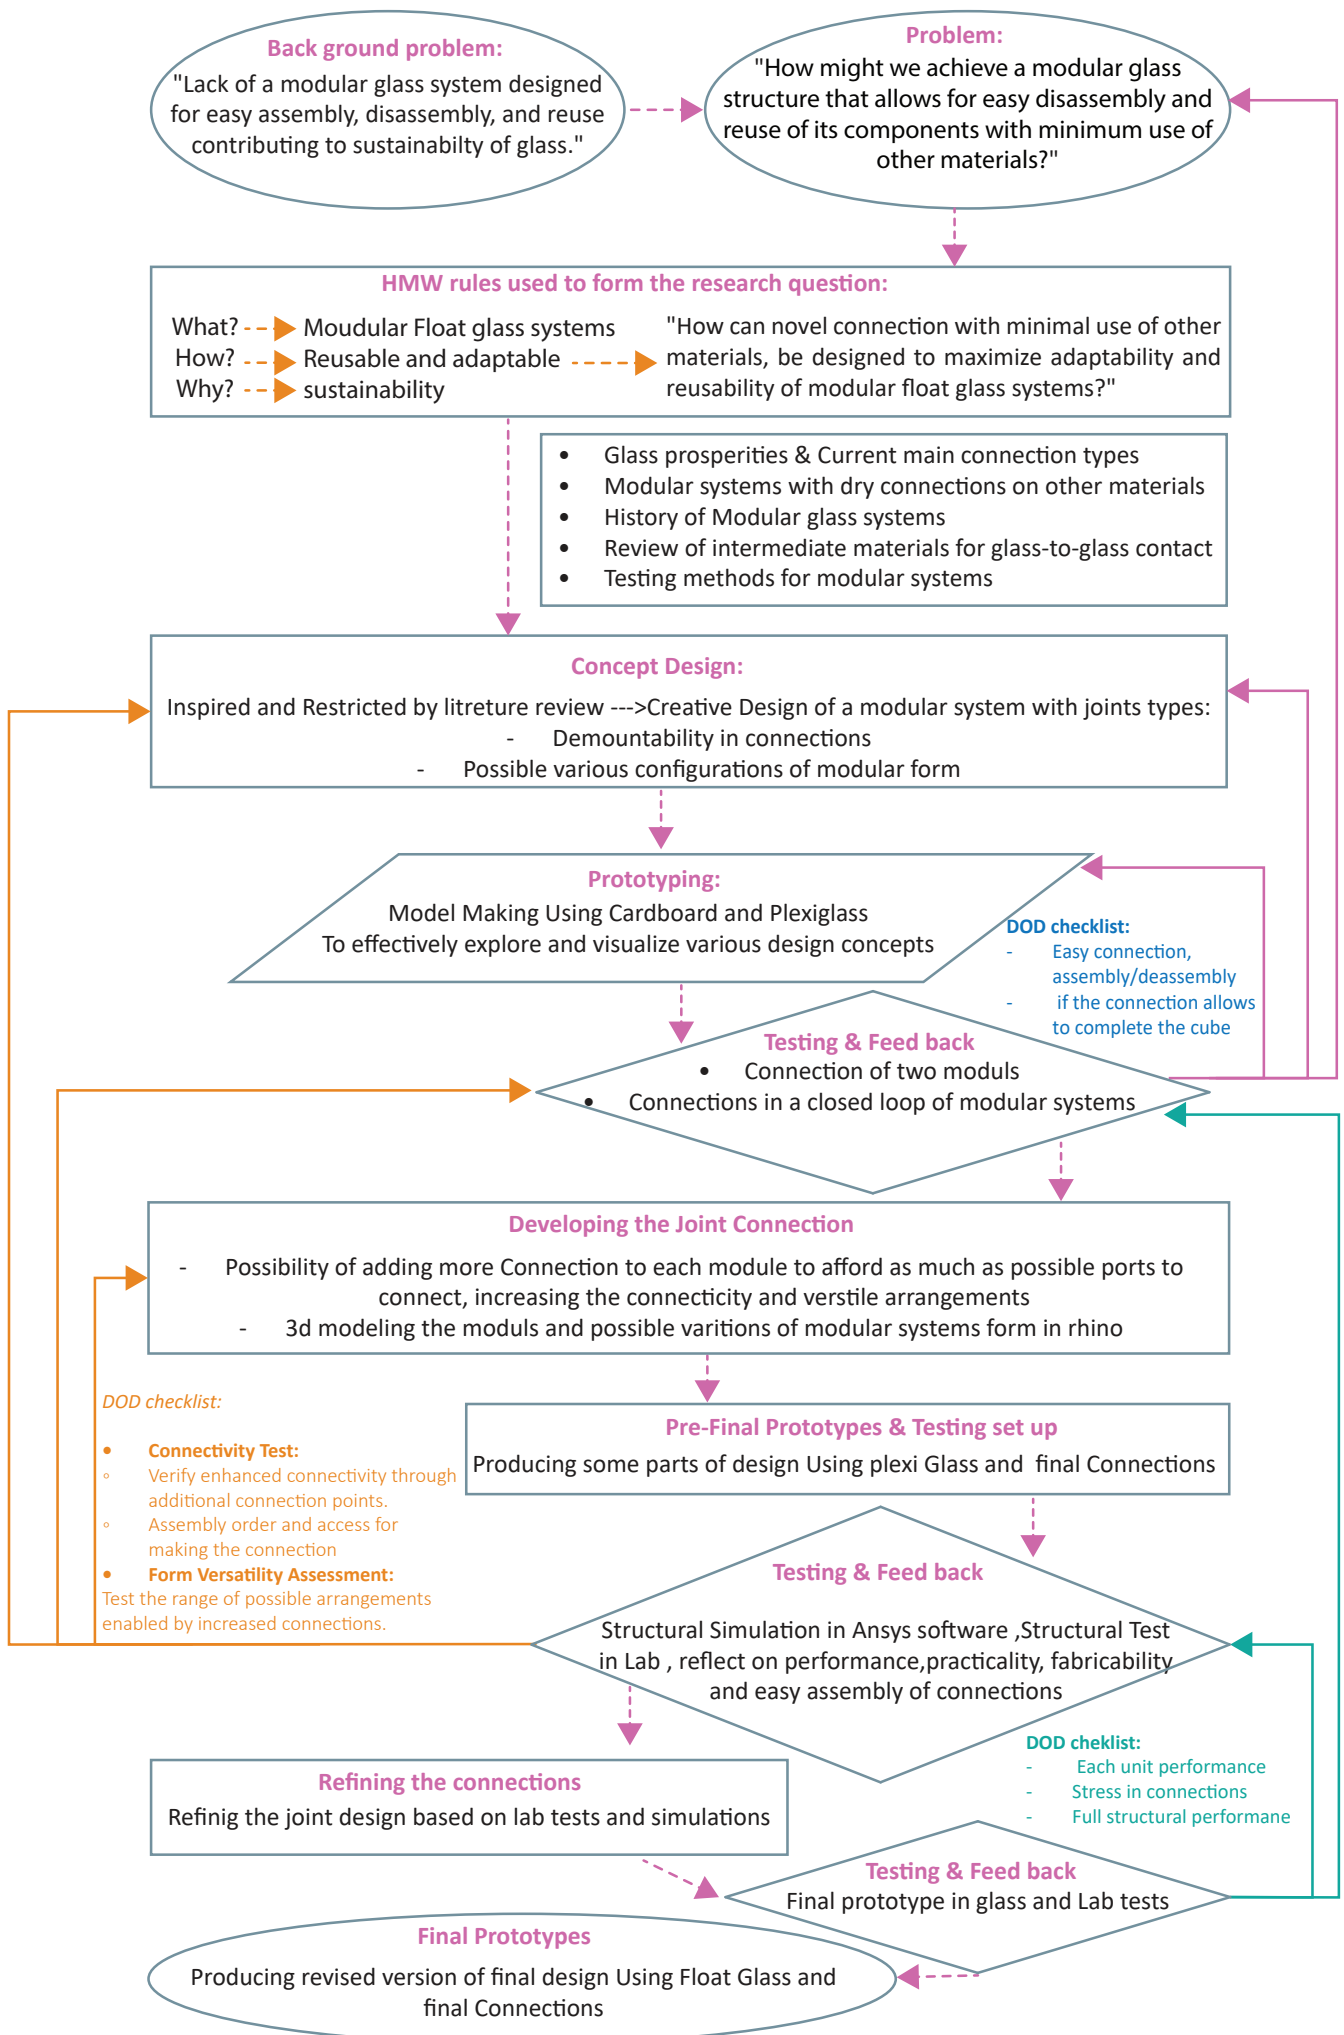 Back ground problem:
"Lack of a modular glass system designed
for easy assembly, disassembly, and reuse
contributing to sustainabilty of glass."
Problem:
"How might we achieve a modular glass
structure that allows for easy disassembly and
reuse of its components with minimum use of
other materials?"
HMW rules used to form the research question:
What?
Moudular Float glass systems
How?
Reusable and adaptable
Why?
sustainability
"How can novel connection with minimal use of other
materials, be designed to maximize adaptability and
reusability of modular float glass systems?"
• Glass prosperities & Current main connection types
• Modular systems with dry connections on other materials
• History of Modular glass systems
• Review of intermediate materials for glass-to-glass contact
• Testing methods for modular systems
Concept Design:
Inspired and Restricted by litreture review --->Creative Design of a modular system with joints types:
- Demountability in connections
- Possible various configurations of modular form
Prototyping:
Model Making Using Cardboard and Plexiglass
To effectively explore and visualize various design concepts
DOD checklist:
- Easy connection,
assembly/deassembly
- if the connection allows
to complete the cube
Testing & Feed back
• Connection of two moduls
• Connections in a closed loop of modular systems
Developing the Joint Connection
- Possibility of adding more Connection to each module to afford as much as possible ports to
connect, increasing the connecticity and verstile arrangements
- 3d modeling the moduls and possible varitions of modular systems form in rhino
DOD checklist:
• Connectivity Test:
◦ Verify enhanced connectivity through
additional connection points.
◦ Assembly order and access for
making the connection
• Form Versatility Assessment:
Test the range of possible arrangements
enabled by increased connections.
Pre-Final Prototypes & Testing set up
Producing some parts of design Using plexi Glass and final Connections
Testing & Feed back
Structural Simulation in Ansys software ,Structural Test
in Lab , reflect on performance,practicality, fabricability
and easy assembly of connections
Refining the connections
Refinig the joint design based on lab tests and simulations
DOD cheklist:
- Each unit performance
- Stress in connections
- Full structural performane
Testing & Feed back
Final prototype in glass and Lab tests
Final Prototypes
Producing revised version of final design Using Float Glass and
final Connections